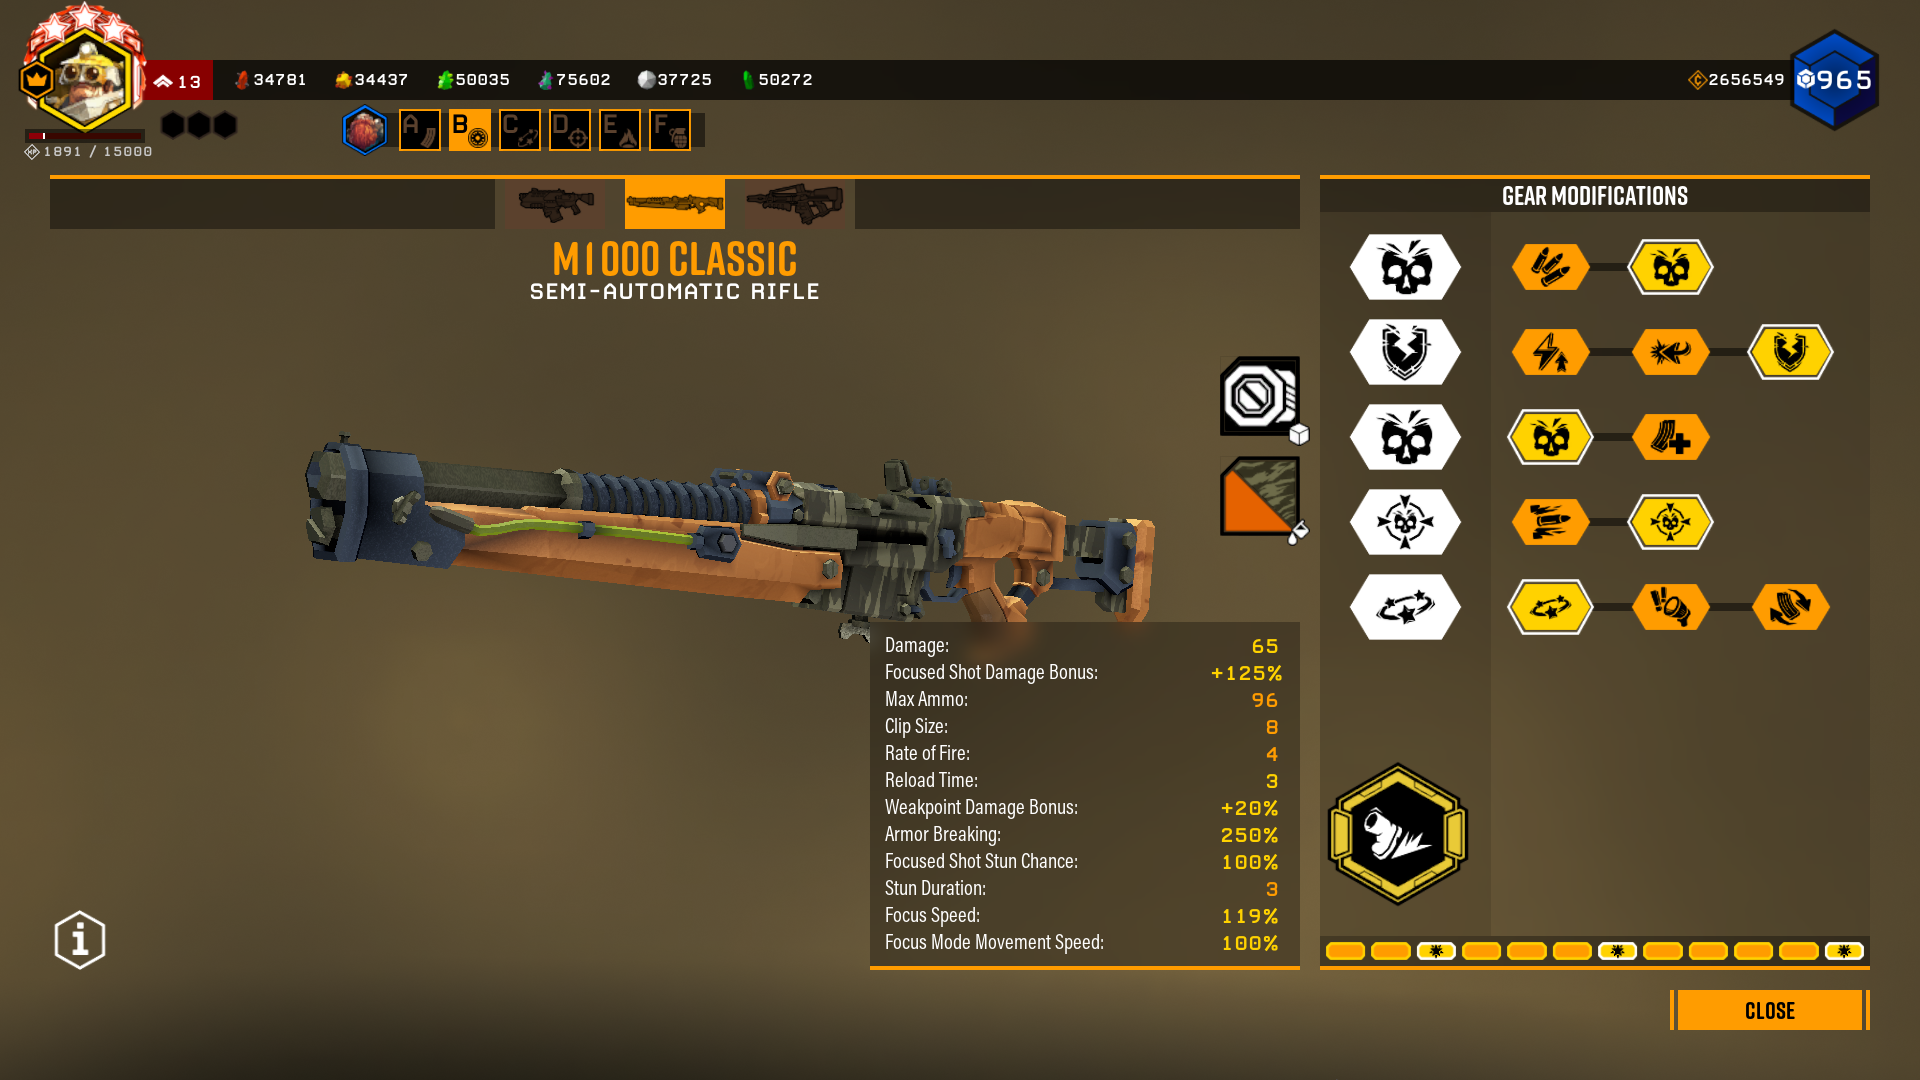 13
34781 34437 50035 75602 37725 50272
2656549
965
1891 / 15000
A B C D E F
GEAR MODIFICATIONS
M1000 CLASSIC
SEMI-AUTOMATIC RIFLE
Damage: 65
Focused Shot Damage Bonus: +125%
Max Ammo: 96
Clip Size: 8
Rate of Fire: 4
Reload Time: 3
Weakpoint Damage Bonus: +20%
Armor Breaking: 250%
Focused Shot Stun Chance: 100%
Stun Duration: 3
Focus Speed: 119%
Focus Mode Movement Speed: 100%
CLOSE